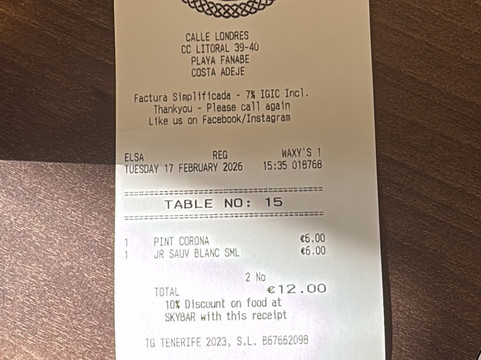 CALLE LONDRES
CC LITORAL 39-40
PLAYA FANABE
COSTA ADEJE
Factura Simplificada - 7% IGIC Incl.
Thankyou - Please call again
Like us on Facebook/Instagram
ELSA REG WAXY'S 1
TUESDAY 17 FEBRUARY 2026 15:35 018768
TABLE NO: 15
1 PINT CORONA €6.00
1 JR SAUV BLANC SML €6.00
2 No
TOTAL €12.00
10% Discount on food at
SKYBAR with this receipt
TG TENERIFE 2023, S.L. B67662098